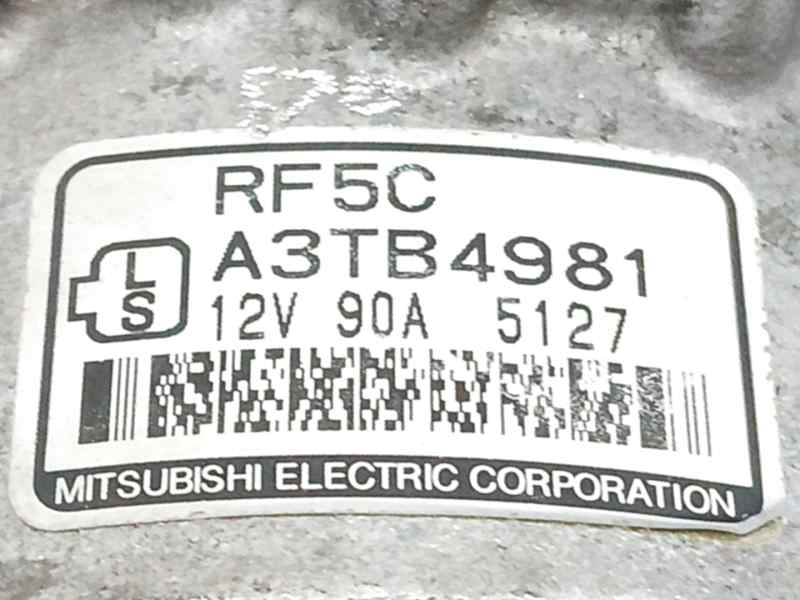 RF5C
A3TB4981
L
S
12V 90A 5127
MITSUBISHI ELECTRIC CORPORATION